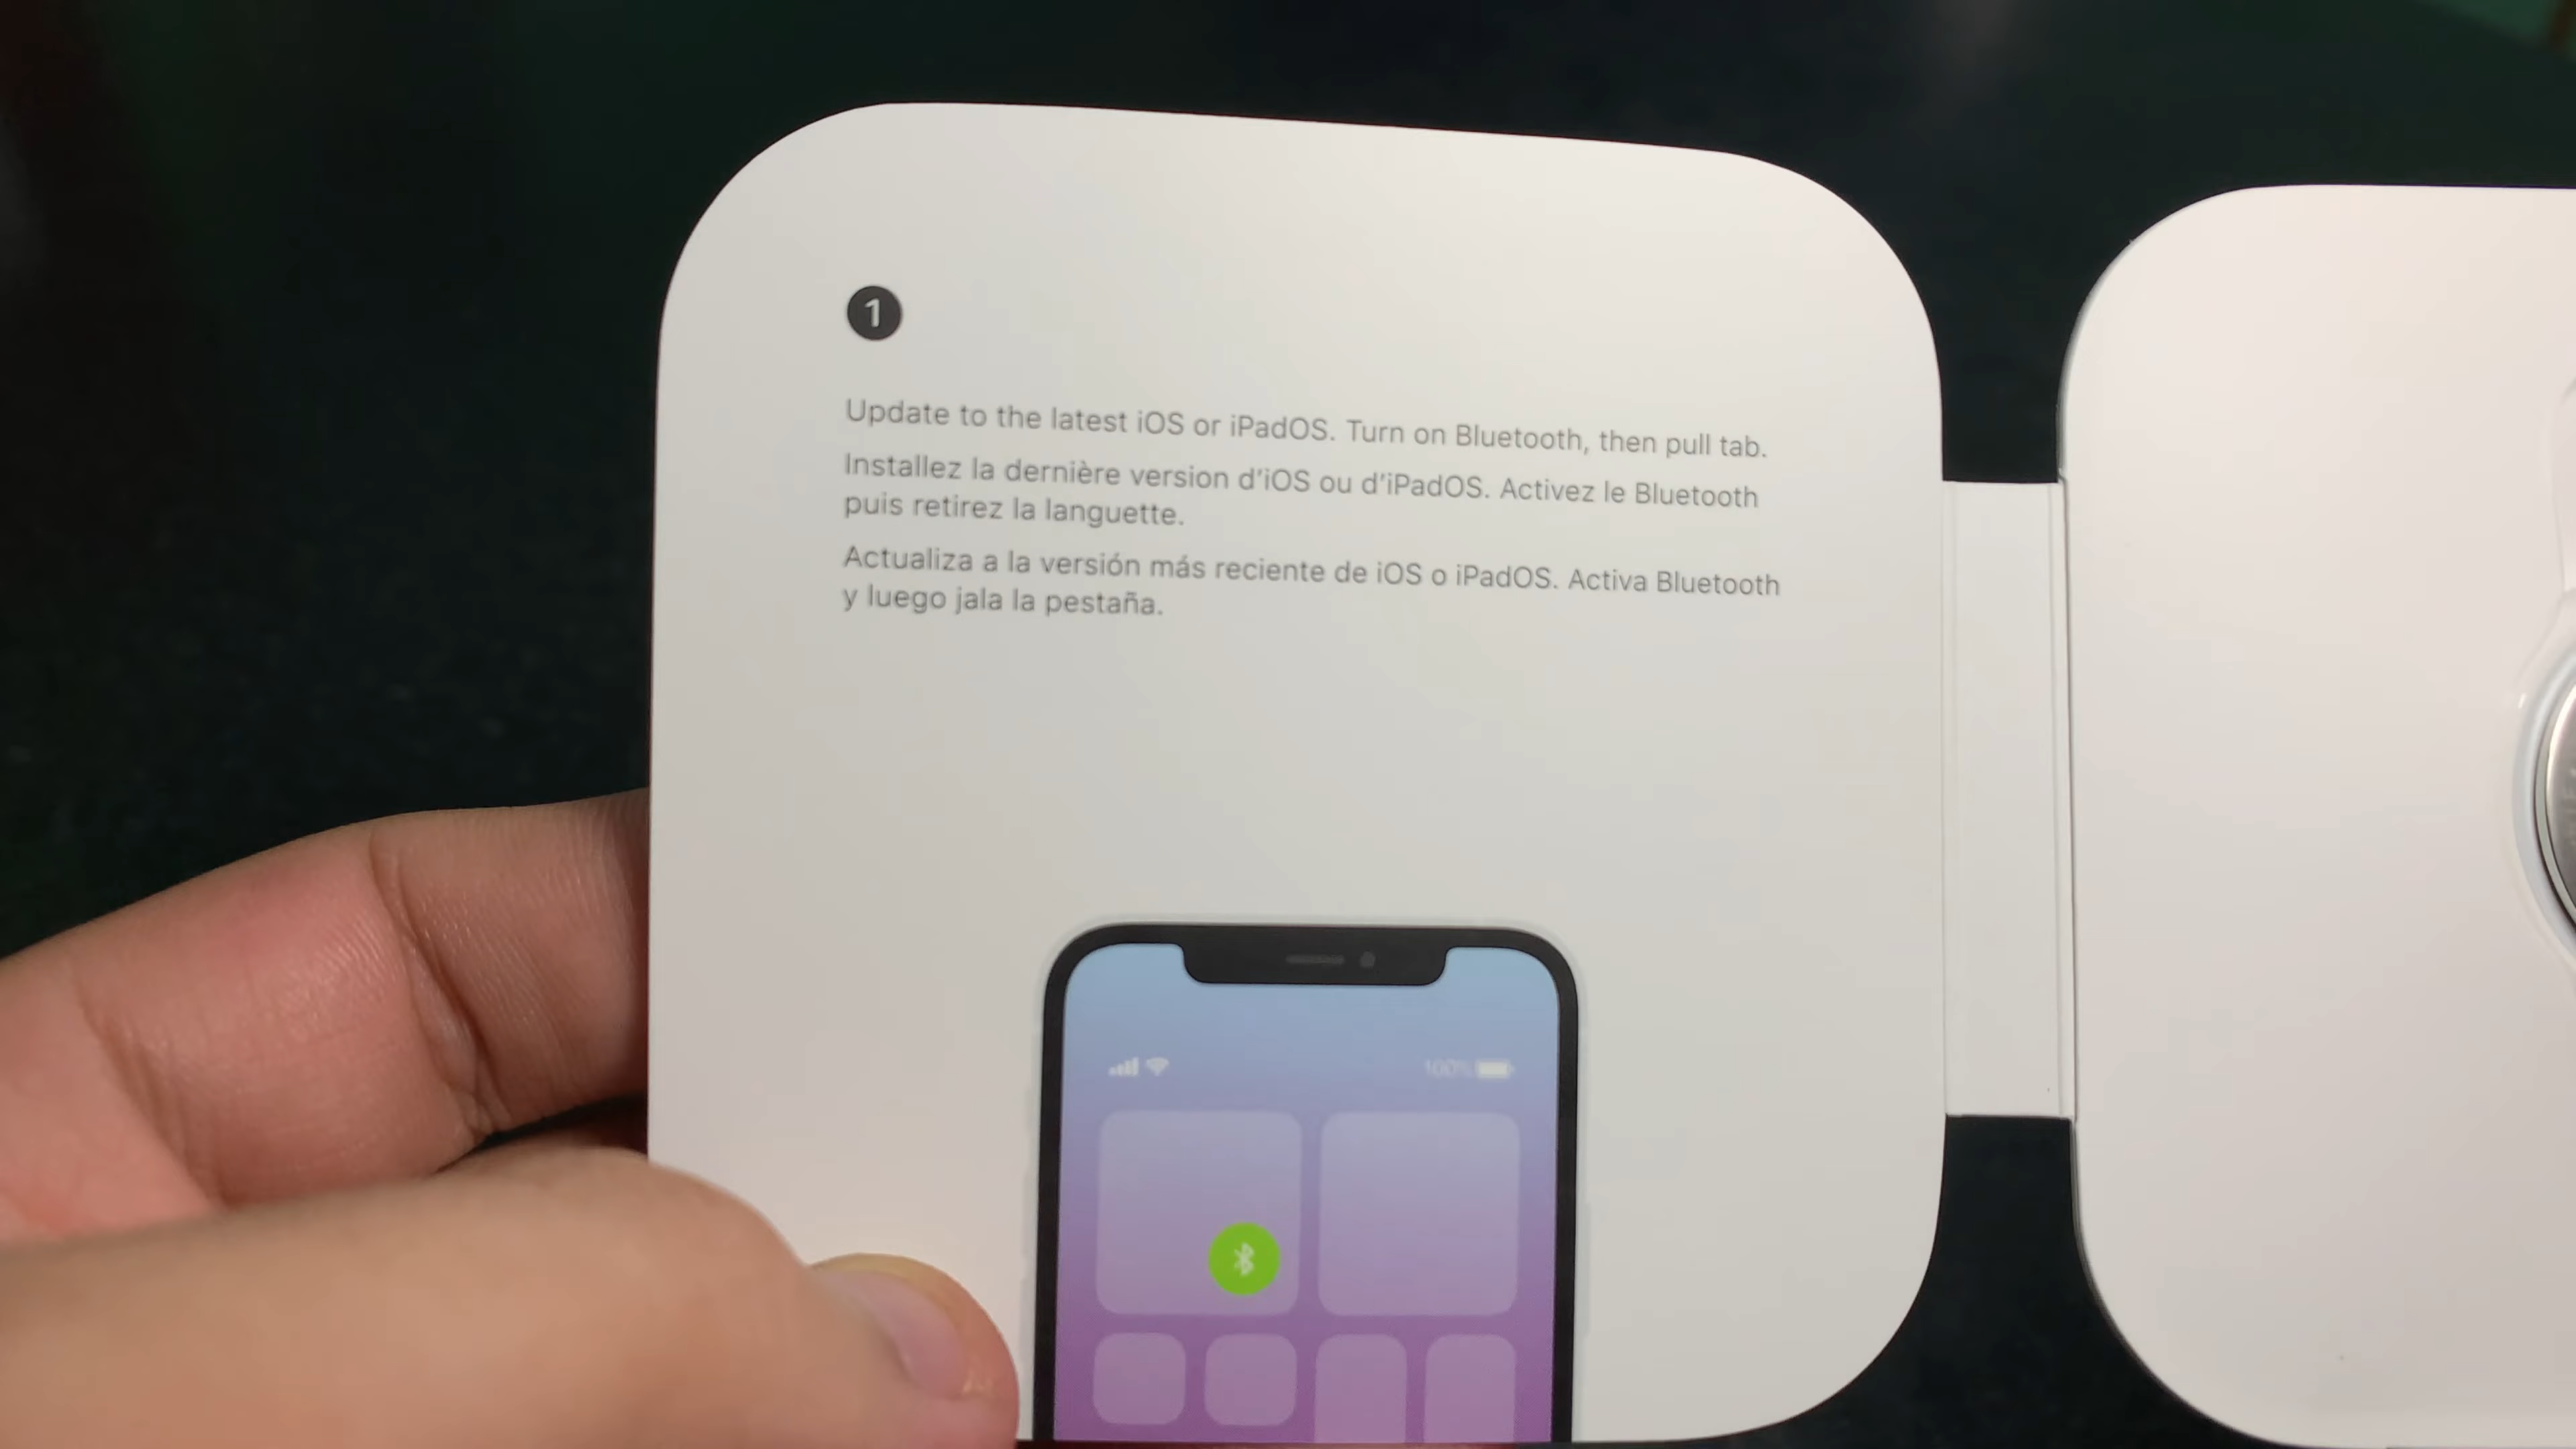 1
Update to the latest iOS or iPadOS. Turn on Bluetooth, then pull tab.
Installez la dernière version d’iOS ou d’iPadOS. Activez le Bluetooth
puis retirez la languette.
Actualiza a la versión más reciente de iOS o iPadOS. Activa Bluetooth
y luego jala la pestaña.
100%